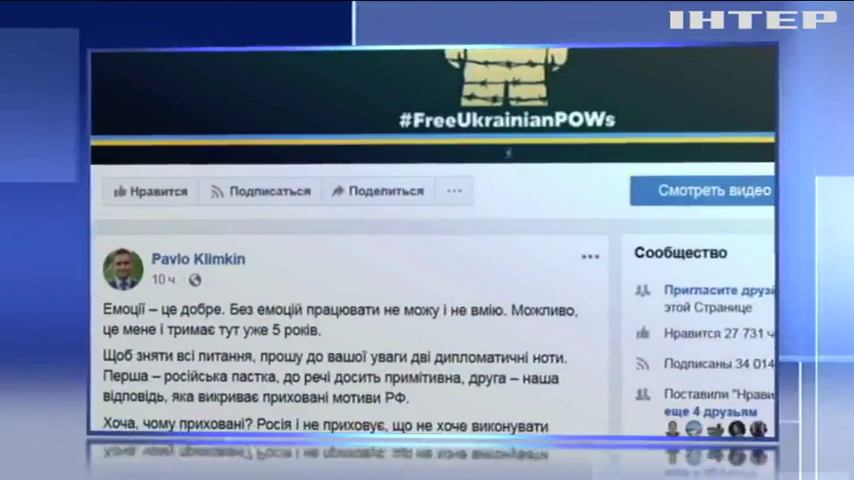 ІНТЕР
#FreeUkrainianPOWs
Нравится
Подписаться
Поделиться
Смотреть видео
Pavlo Klimkin
10 ч.
Емоції – це добре. Без емоцій працювати не можу і не вмію. Можливо,
це мене і тримає тут уже 5 років.
Щоб зняти всі питання, прошу до вашої уваги дві дипломатичні ноти.
Перша – російська пастка, до речі досить примітивна, друга – наша
відповідь, яка викриває приховані мотиви РФ.
Хоча, чому приховані? Росія і не приховує, що не хоче виконувати
Сообщество
Пригласите друзей
этой Странице
Нравится 27 731 ч
Подписаны 34 014
Поставили "Нрави
еще 4 друзьям